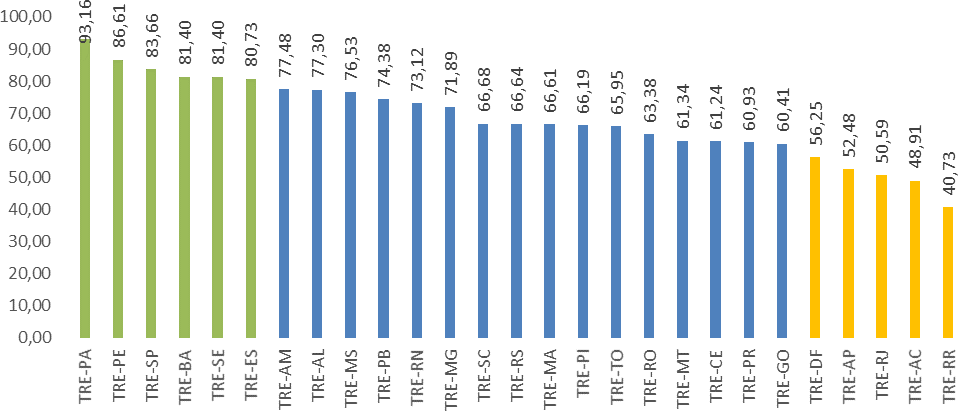 100,00
90,00
80,00
70,00
60,00
50,00
40,00
30,00
20,00
10,00
0,00
93,16
86,61
83,66
81,40
81,40
80,73
77,48
77,30
76,53
74,38
73,12
71,89
66,68
66,64
66,61
66,19
65,95
63,38
61,34
61,24
60,93
60,41
56,25
52,48
50,59
48,91
40,73
TRE-PA
TRE-PE
TRE-SP
TRE-BA
TRE-SE
TRE-ES
TRE-AM
TRE-AL
TRE-MS
TRE-PB
TRE-RN
TRE-MG
TRE-SC
TRE-RS
TRE-MA
TRE-PI
TRE-TO
TRE-RO
TRE-MT
TRE-CE
TRE-PR
TRE-GO
TRE-DF
TRE-AP
TRE-RJ
TRE-AC
TRE-RR